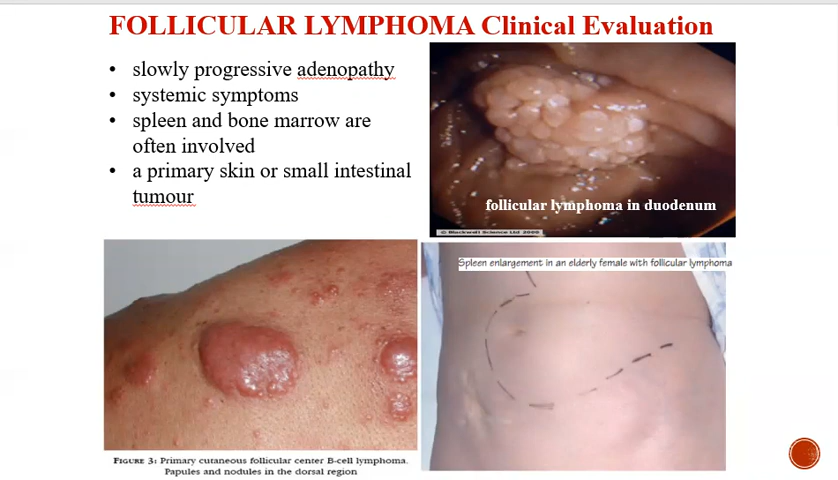 FOLLICULAR LYMPHOMA Clinical Evaluation
• slowly progressive adenopathy
• systemic symptoms
• spleen and bone marrow are
often involved
• a primary skin or small intestinal
tumour
follicular lymphoma in duodenum
© Blackwell Science Ltd 2000
Spleen enlargement in an elderly female with follicular lymphoma
FIGURE 3: Primary cutaneous follicular center B-cell lymphoma.
Papules and nodules in the dorsal region